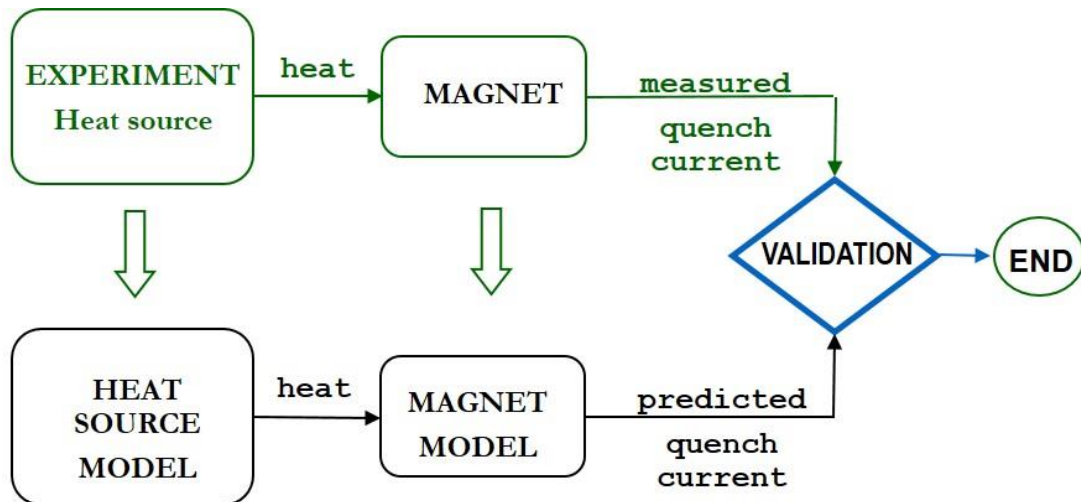 EXPERIMENT
Heat source
heat
MAGNET
measured
quench
current
VALIDATION
END
HEAT
SOURCE
MODEL
heat
MAGNET
MODEL
predicted
quench
current